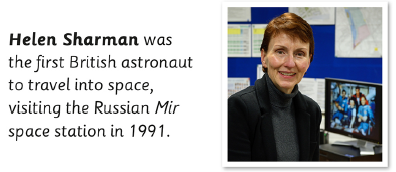 Helen Sharman was
the first British astronaut
to travel into space,
visiting the Russian Mir
space station in 1991.